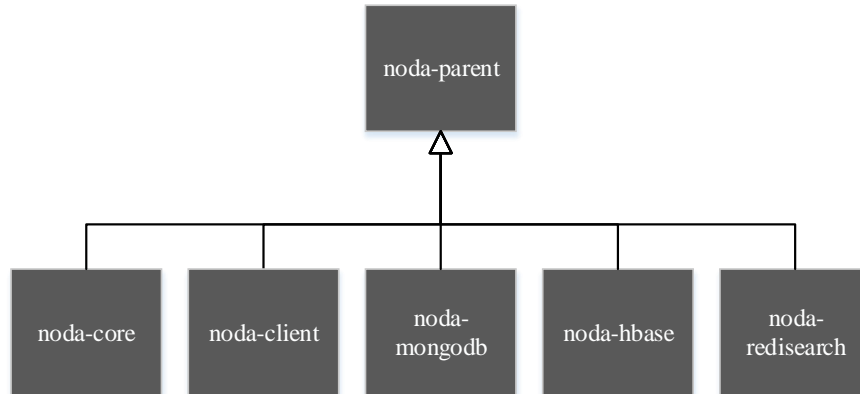 noda-parent
noda-core
noda-client
noda-
mongodb
noda-hbase
noda-
redisearch